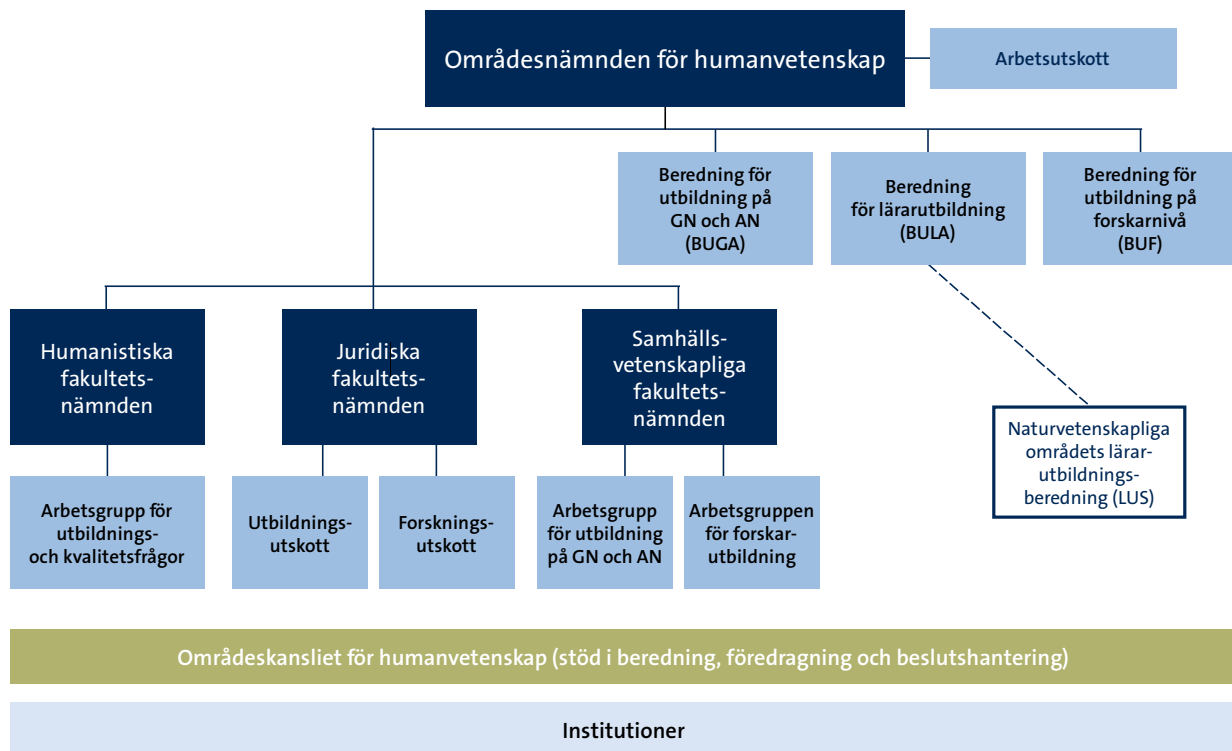 Områdesnämnden för humanvetenskap
Arbetsutskott
Beredning för
utbildning på
GN och AN
(BUGA)
Beredning
för lärarutbildning
(BULA)
Beredning för
utbildning på
forskarnivå
(BUF)
Humanistiska
fakultets-
nämnden
Juridiska
fakultets-
nämnden
Samhälls-
vetenskapliga
fakultets-
nämnden
Naturvetenskapliga
områdets lärar-
utbildnings-
beredning (LUS)
Arbetsgrupp för
utbildnings-
och kvalitetsfrågor
Utbildnings-
utskott
Forsknings-
utskott
Arbetsgrupp
för utbildning
på GN och AN
Arbetsgruppen
för forskar-
utbildning
Områdeskansliet för humanvetenskap (stöd i beredning, föredragning och beslutshantering)
Institutioner